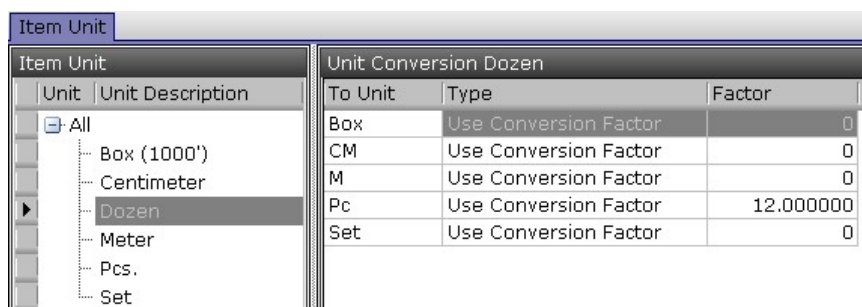 Item Unit
Item Unit
Unit Unit Description
All
Box (1000')
Centimeter
Dozen
Meter
Pcs.
Set
Unit Conversion Dozen
To Unit Type Factor
Box Use Conversion Factor 0
CM Use Conversion Factor 0
M Use Conversion Factor 0
Pc Use Conversion Factor 12.000000
Set Use Conversion Factor 0